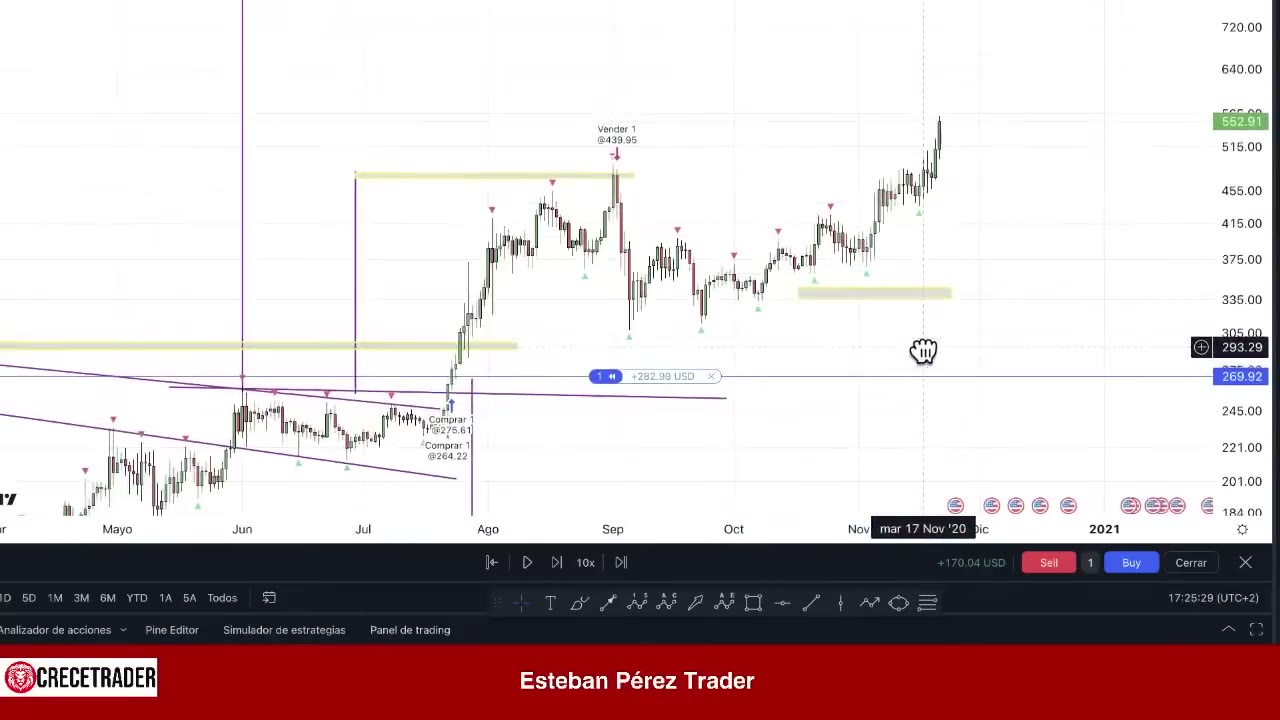 720.00
640.00
552.91
515.00
Vender 1
@439.95
455.00
415.00
375.00
335.00
305.00
293.29
1 +282.99 USD
269.92
245.00
Comprar 1
@275.61
Comprar 1
@264.22
221.00
201.00
184.00
Mayo Jun Jul Ago Sep Oct Nov mar 17 Nov '20 Dic 2021
10x +170.04 USD Sell 1 Buy Cerrar
1D 5D 1M 3M 6M YTD 1A 5A Todos
17:25:29 (UTC+2)
Analizador de acciones Pine Editor Simulador de estrategias Panel de trading
CRECETRADER
Esteban Pérez Trader